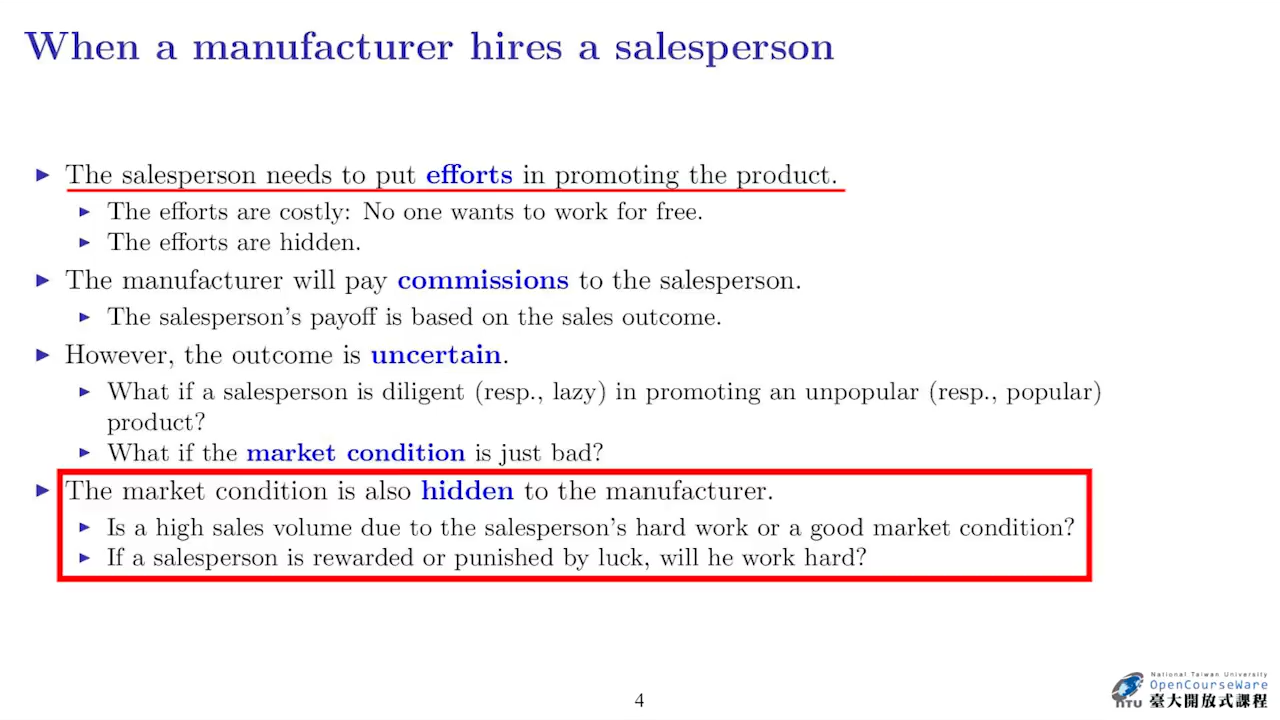 When a manufacturer hires a salesperson
The salesperson needs to put efforts in promoting the product.
The efforts are costly: No one wants to work for free.
The efforts are hidden.
The manufacturer will pay commissions to the salesperson.
The salesperson's payoff is based on the sales outcome.
However, the outcome is uncertain.
What if a salesperson is diligent (resp., lazy) in promoting an unpopular (resp., popular)
product?
What if the market condition is just bad?
The market condition is also hidden to the manufacturer.
Is a high sales volume due to the salesperson's hard work or a good market condition?
If a salesperson is rewarded or punished by luck, will he work hard?
4
National Taiwan University
OpenCourseWare
NTU 臺大開放式課程